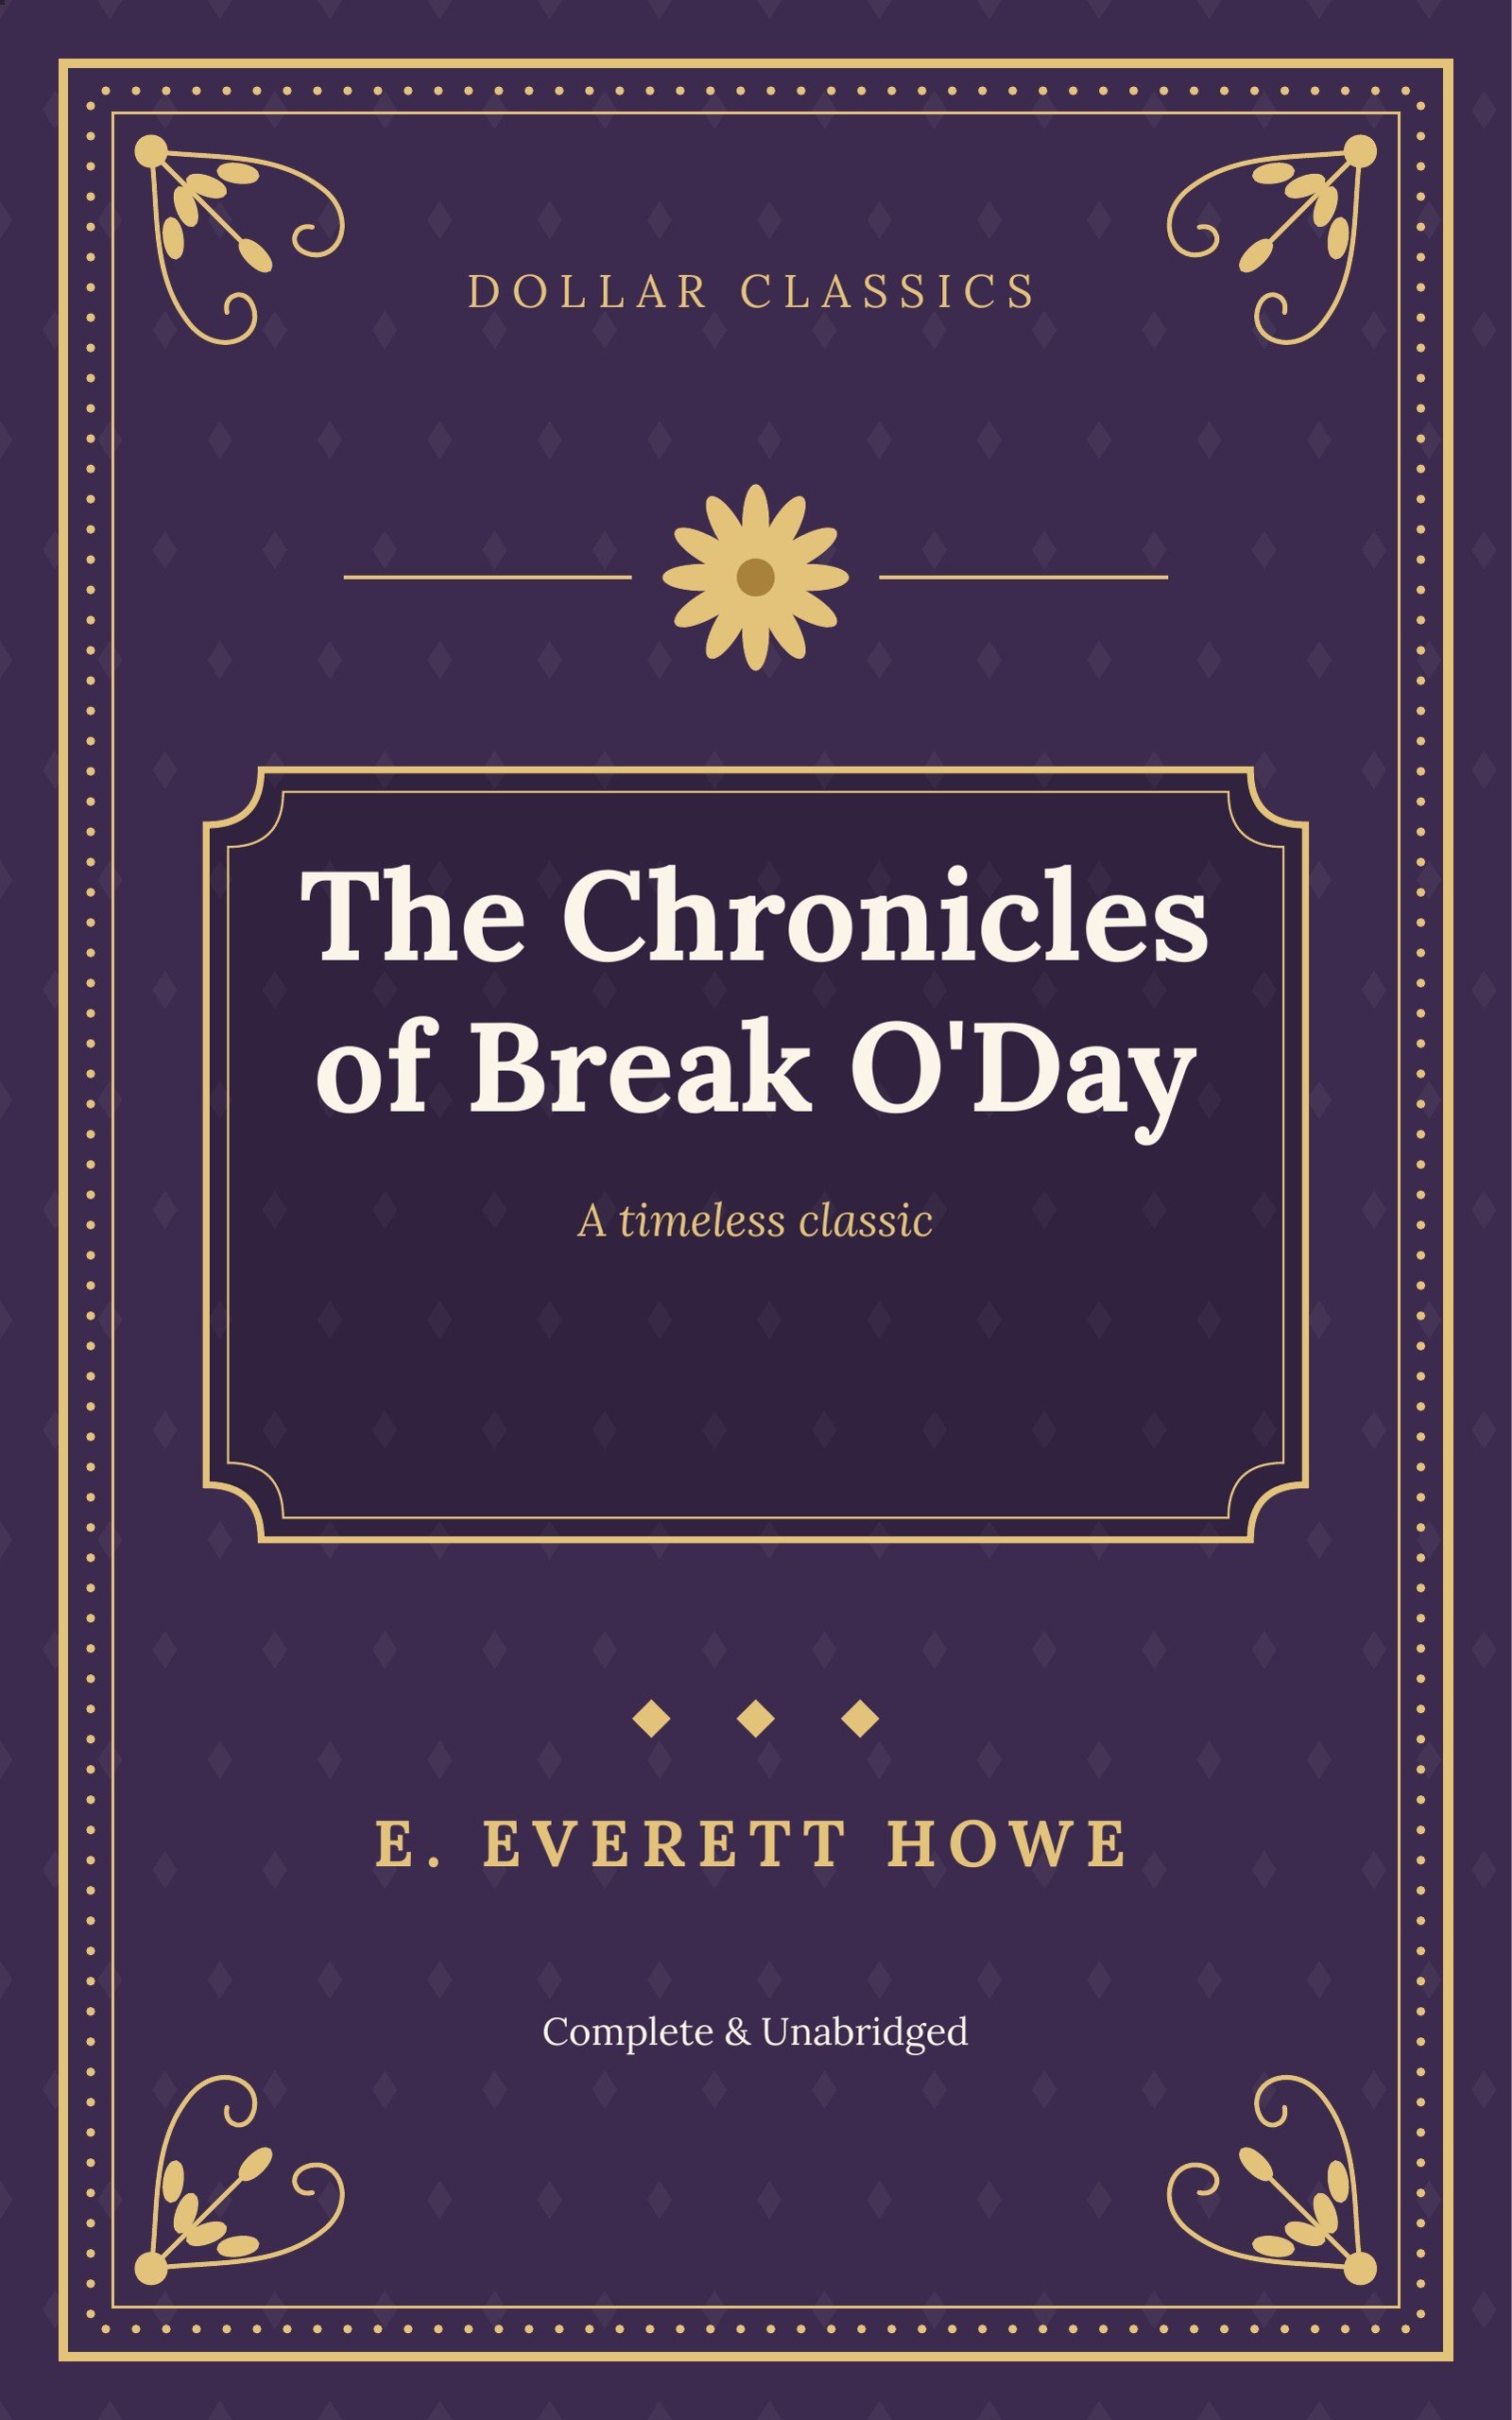 DOLLAR CLASSICS
The Chronicles
of Break O'Day
A timeless classic
E. EVERETT HOWE
Complete & Unabridged